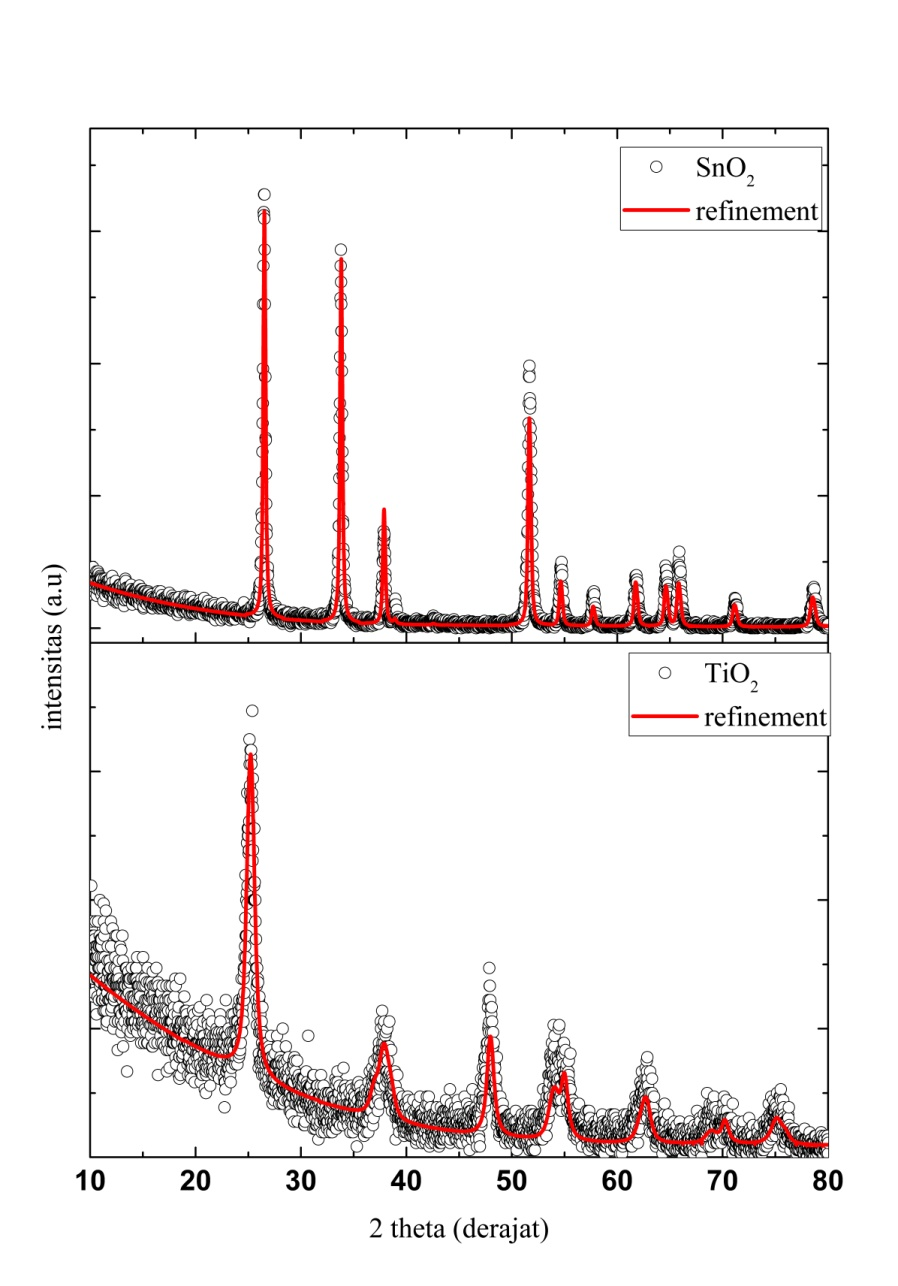 SnO₂
refinement
intensitas (a.u)
TiO₂
refinement
10 20 30 40 50 60 70 80
2 theta (derajat)